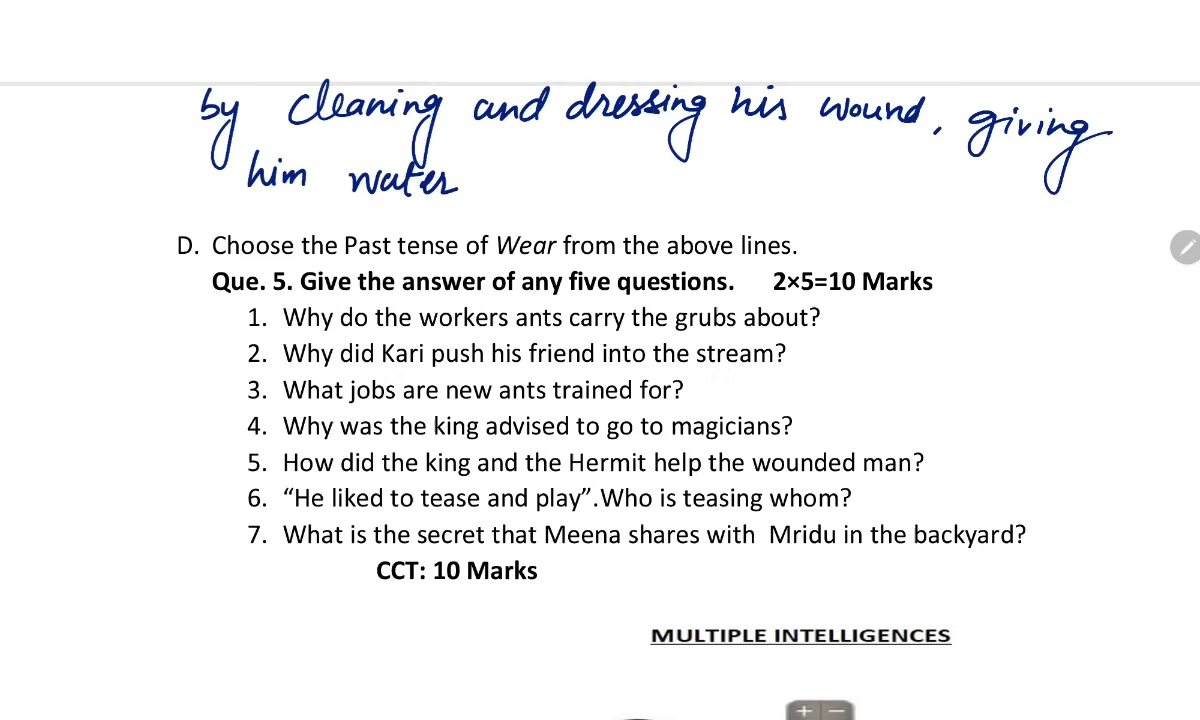 by cleaning and dressing his wound, giving
him water
D. Choose the Past tense of Wear from the above lines.
Que. 5. Give the answer of any five questions. 2×5=10 Marks
1. Why do the workers ants carry the grubs about?
2. Why did Kari push his friend into the stream?
3. What jobs are new ants trained for?
4. Why was the king advised to go to magicians?
5. How did the king and the Hermit help the wounded man?
6. “He liked to tease and play”.Who is teasing whom?
7. What is the secret that Meena shares with Mridu in the backyard?
CCT: 10 Marks
MULTIPLE INTELLIGENCES